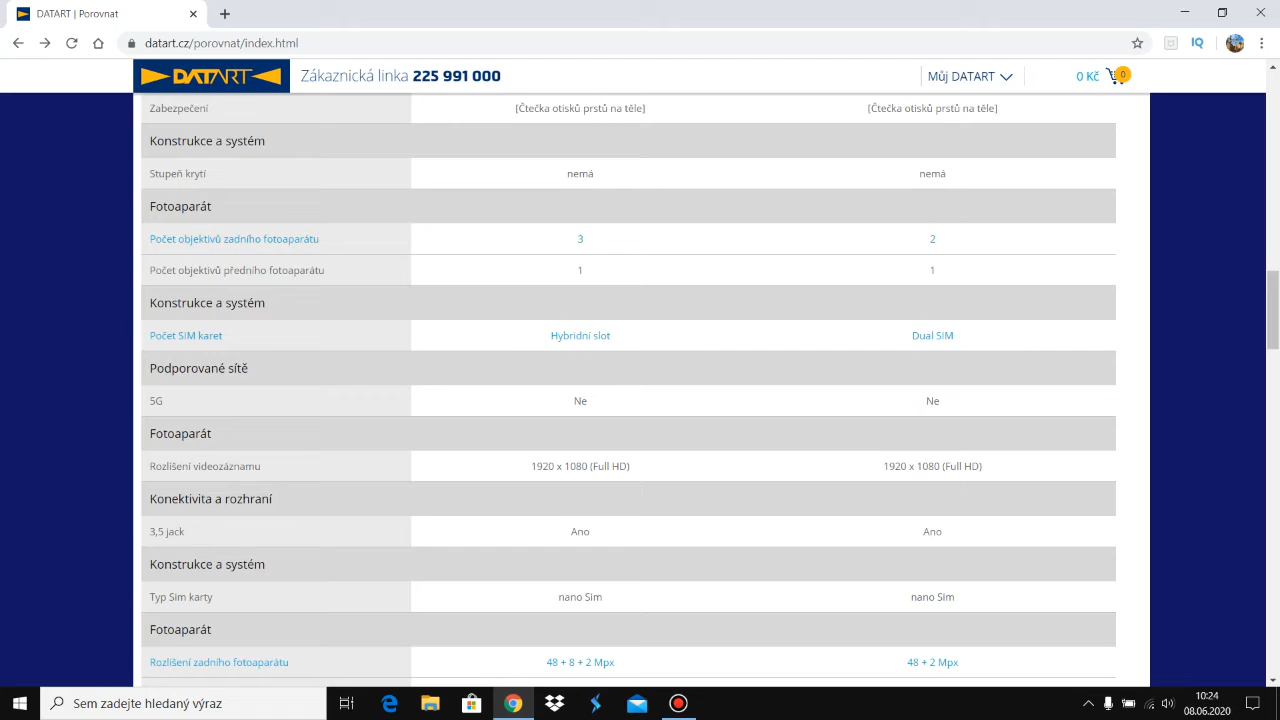 DATART | Porovnat
datart.cz/porovnat/index.html
IQ
DATART
Zákaznická linka 225 991 000
Můj DATART
0 Kč
0
Zabezpečení [Čtečka otisků prstů na těle] [Čtečka otisků prstů na těle]
Konstrukce a systém
Stupeň krytí nemá nemá
Fotoaparát
Počet objektivů zadního fotoaparátu 3 2
Počet objektivů předního fotoaparátu 1 1
Konstrukce a systém
Počet SIM karet Hybridní slot Dual SIM
Podporované sítě
5G Ne Ne
Fotoaparát
Rozlišení videozáznamu 1920 x 1080 (Full HD) 1920 x 1080 (Full HD)
Konektivita a rozhraní
3,5 jack Ano Ano
Konstrukce a systém
Typ Sim karty nano Sim nano Sim
Fotoaparát
Rozlišení zadního fotoaparátu 48 + 8 + 2 Mpx 48 + 2 Mpx
Sem zadejte hledaný výraz
10:24
08.06.2020